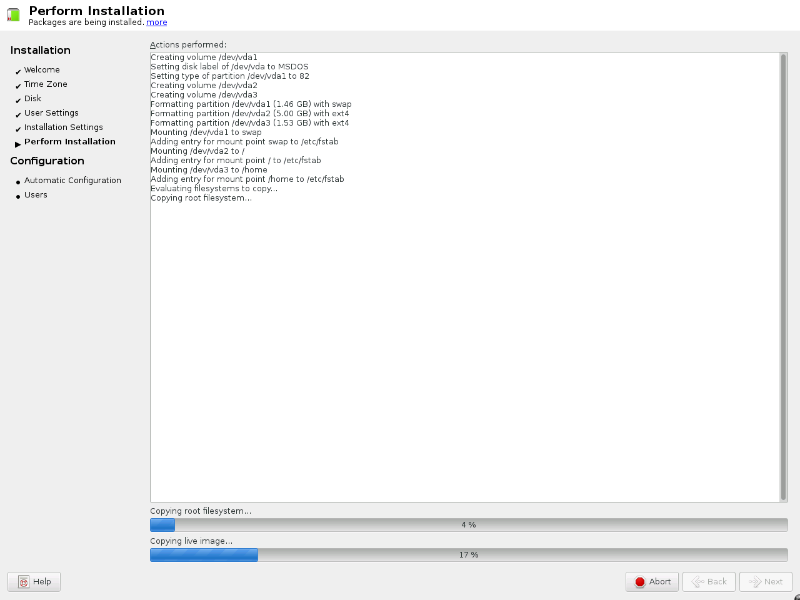 Perform Installation
Packages are being installed. more
Installation
Welcome
Time Zone
Disk
User Settings
Installation Settings
Perform Installation
Configuration
Automatic Configuration
Users
Actions performed:
Creating volume /dev/vda1
Setting disk label of /dev/vda to MSDOS
Setting type of partition /dev/vda1 to 82
Creating volume /dev/vda2
Creating volume /dev/vda3
Formatting partition /dev/vda1 (1.46 GB) with swap
Formatting partition /dev/vda2 (5.00 GB) with ext4
Formatting partition /dev/vda3 (1.53 GB) with ext4
Mounting /dev/vda1 to swap
Adding entry for mount point swap to /etc/fstab
Mounting /dev/vda2 to /
Adding entry for mount point / to /etc/fstab
Mounting /dev/vda3 to /home
Adding entry for mount point /home to /etc/fstab
Evaluating filesystems to copy...
Copying root filesystem...
Copying root filesystem...
4 %
Copying live image...
17 %
Help
Abort
Back
Next